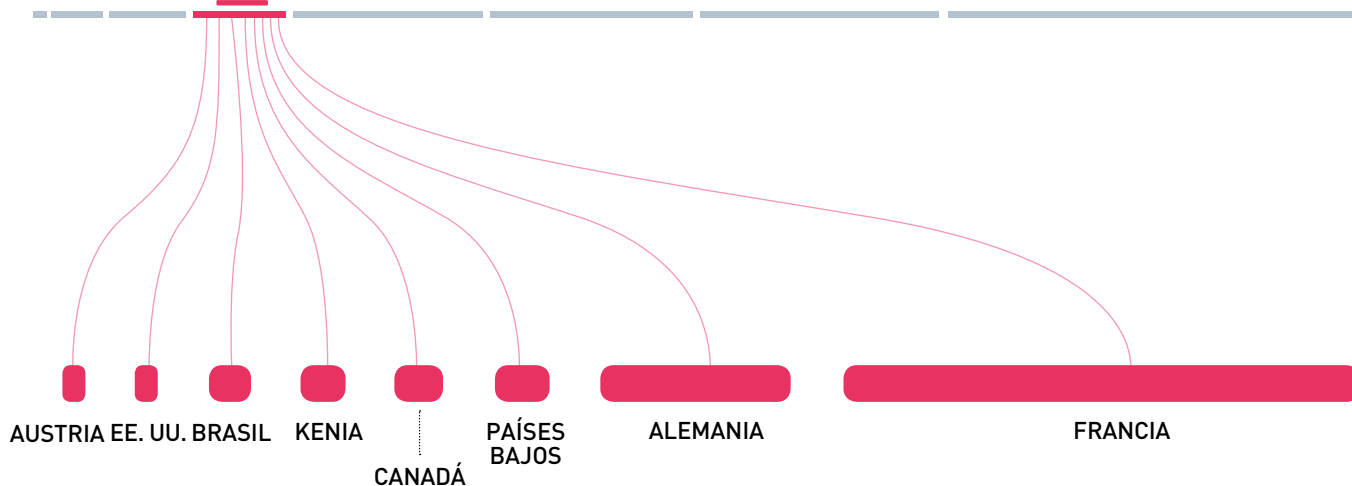 AUSTRIA
EE. UU.
BRASIL
KENIA
CANADÁ
PAÍSES
BAJOS
ALEMANIA
FRANCIA